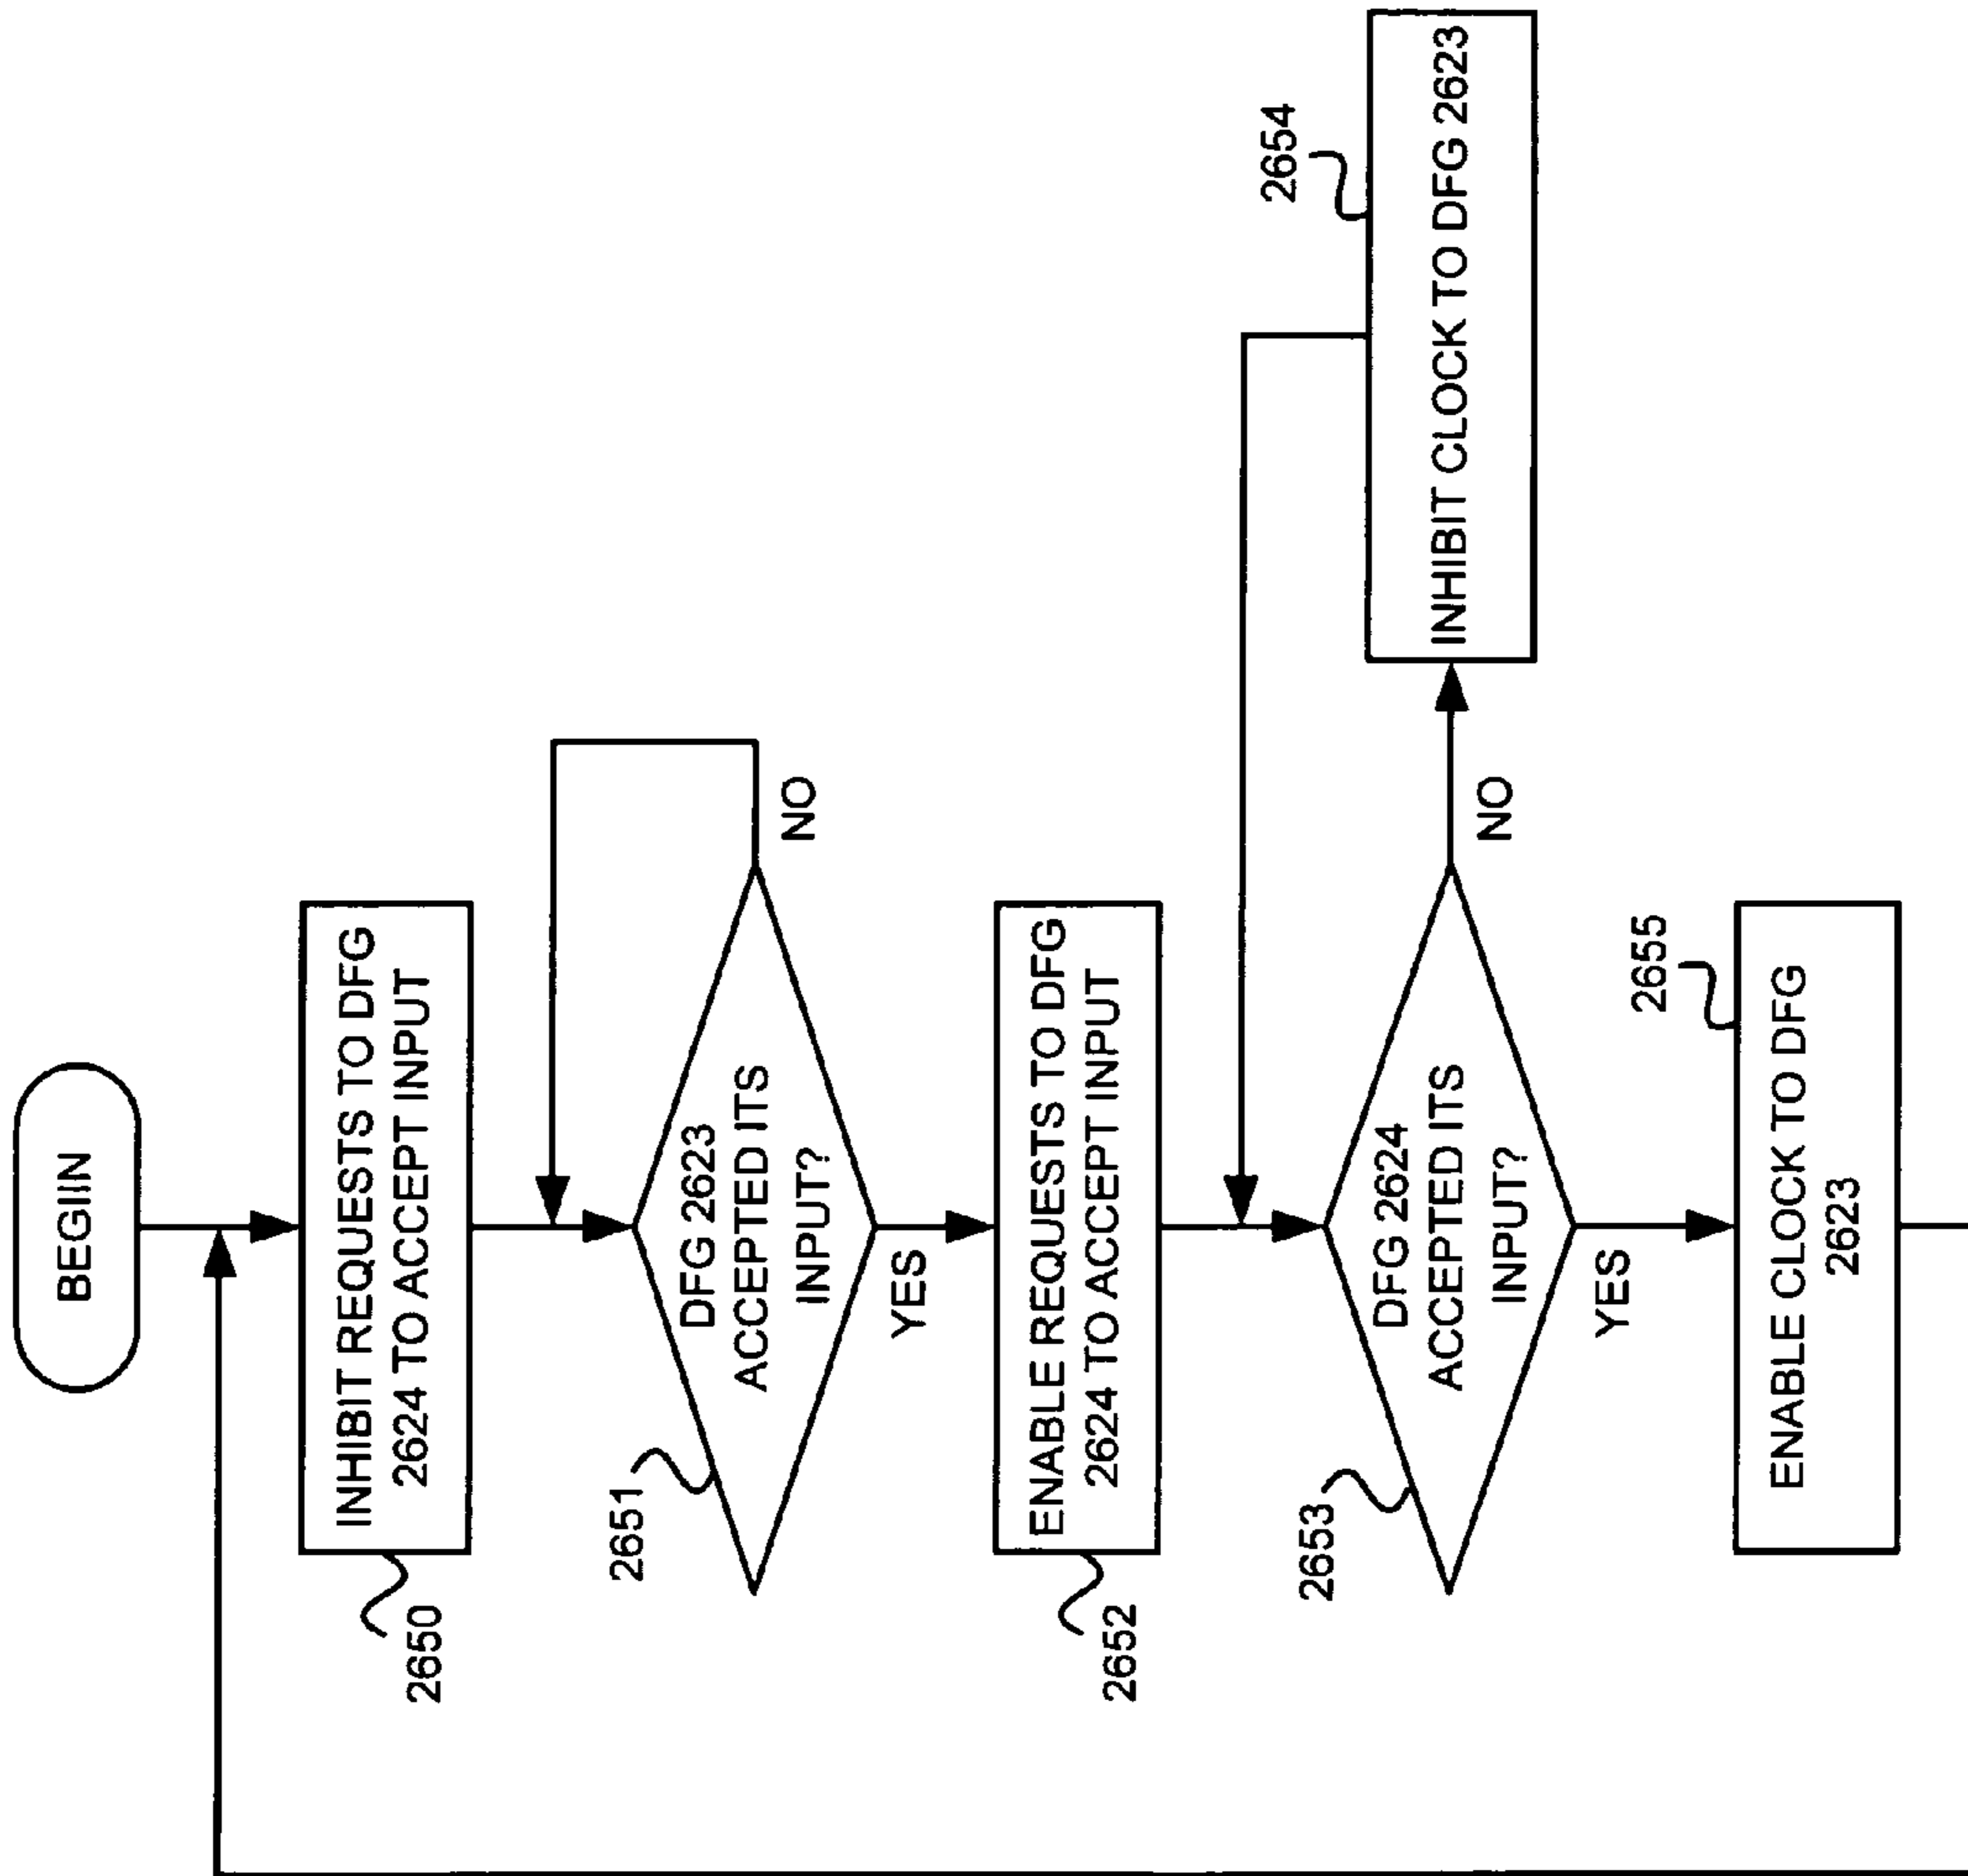 BEGIIN
INHIBIT REQUESTS TO DFG
2624 TO ACCEPT INPUT
2650
2651
DFG 2623
ACCEPTED ITS
INPUT?
NO
YES
ENABLE REQUESTS TO DFG
2624 TO ACCEPT INPUT
2652
2653
DFG 2624
ACCEPTED ITS
INPUT?
NO
2654
INHIBIT CLOCK TO DFG 2623
YES
2655
ENABLE CLOCK TO DFG
2623